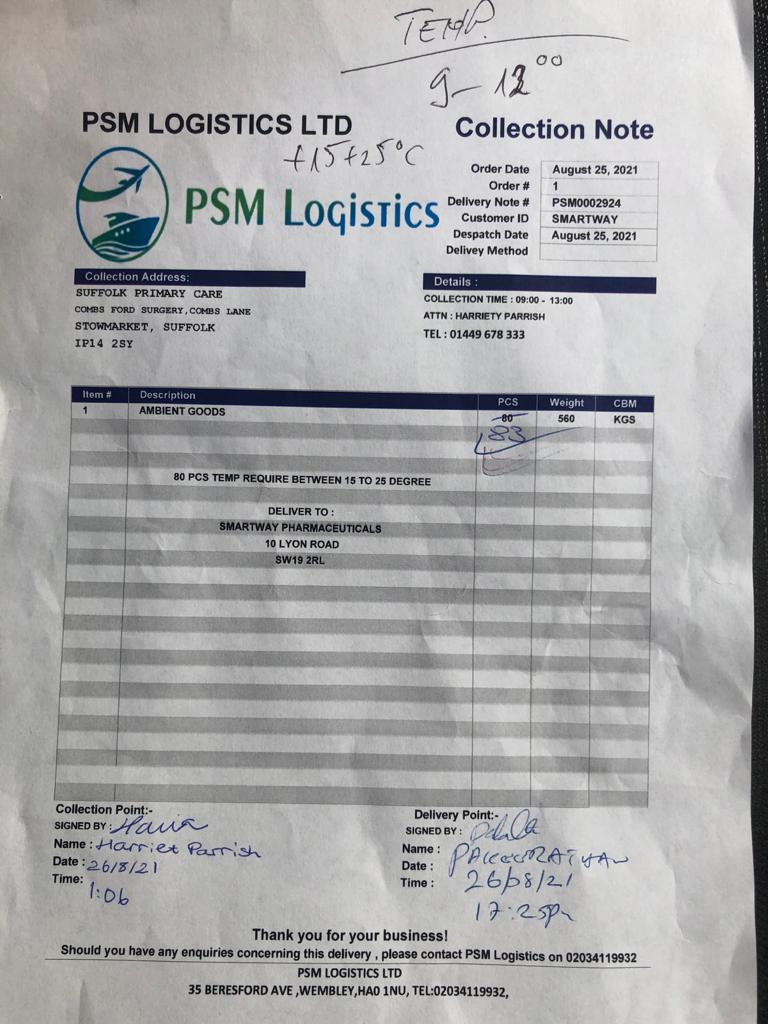 TEMP.
9-13⁰⁰
PSM LOGISTICS LTD
Collection Note
+15+25°C
PSM Logistics
Order Date August 25, 2021
Order # 1
Delivery Note # PSM0002924
Customer ID SMARTWAY
Despatch Date August 25, 2021
Delivey Method
Collection Address:
SUFFOLK PRIMARY CARE
COMBS FORD SURGERY,COMBS LANE
STOWMARKET, SUFFOLK
IP14 2SY
Details :
COLLECTION TIME : 09:00 - 13:00
ATTN : HARRIETY PARRISH
TEL : 01449 678 333
Item # Description PCS Weight CBM
1 AMBIENT GOODS 80 560 KGS
83
80 PCS TEMP REQUIRE BETWEEN 15 TO 25 DEGREE
DELIVER TO :
SMARTWAY PHARMACEUTICALS
10 LYON ROAD
SW19 2RL
Collection Point:-
SIGNED BY :
Name : Harriet Parrish
Date : 26/8/21
Time: 1:06
Delivery Point:-
SIGNED BY :
Name :
Date : 26/08/21
Time : 17:25pm
Thank you for your business!
Should you have any enquiries concerning this delivery , please contact PSM Logistics on 02034119932
PSM LOGISTICS LTD
35 BERESFORD AVE ,WEMBLEY,HA0 1NU, TEL:02034119932,